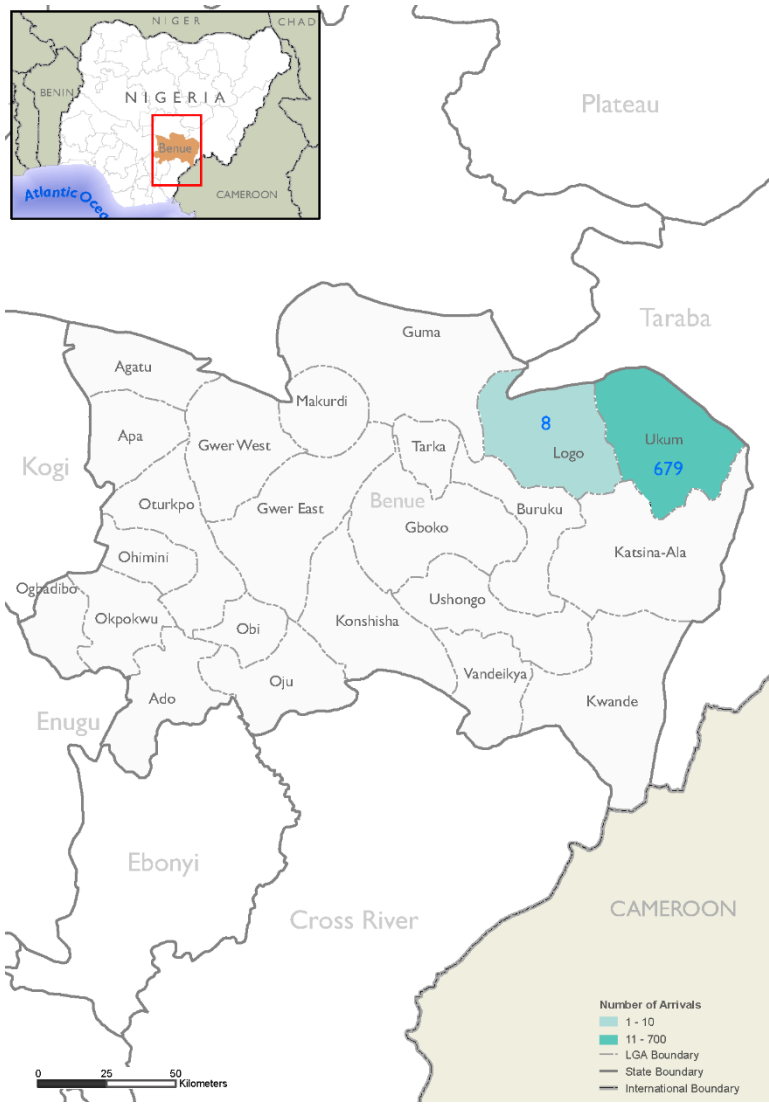 NIGER
CHAD
BENIN
NIGERIA
Benue
CAMEROON
Atlantic Ocea
Plateau
Taraba
Guma
Agatu
Makurdi
8
Apa
Gwer West
Tarka
Logo
Ukum
679
Kogi
Oturkpo
Gwer East
Benue
Buruku
Gboko
Katsina-Ala
Ohimini
Ogbadibo
Okpokwu
Obi
Konshisha
Ushongo
Ado
Oju
Vandeikya
Kwande
Enugu
Ebonyi
Cross River
CAMEROON
Number of Arrivals
1 - 10
11 - 700
LGA Boundary
State Boundary
International Boundary
0 25 50
Kilometers